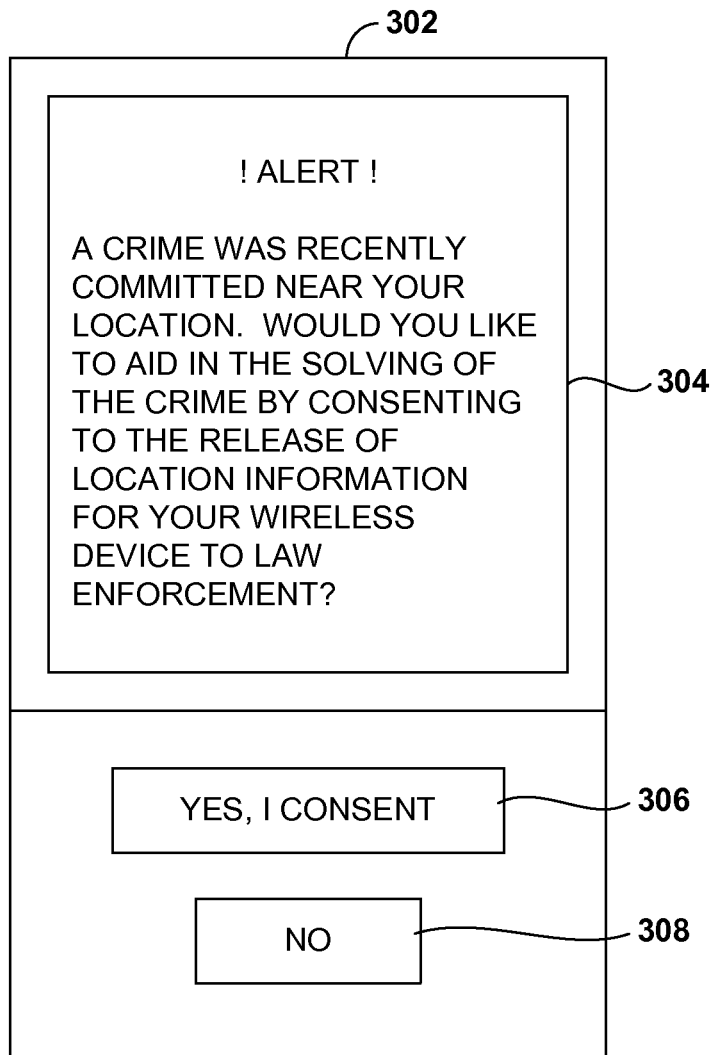 302
! ALERT !
A CRIME WAS RECENTLY
COMMITTED NEAR YOUR
LOCATION. WOULD YOU LIKE
TO AID IN THE SOLVING OF
THE CRIME BY CONSENTING
TO THE RELEASE OF
LOCATION INFORMATION
FOR YOUR WIRELESS
DEVICE TO LAW
ENFORCEMENT?
304
YES, I CONSENT
306
NO
308